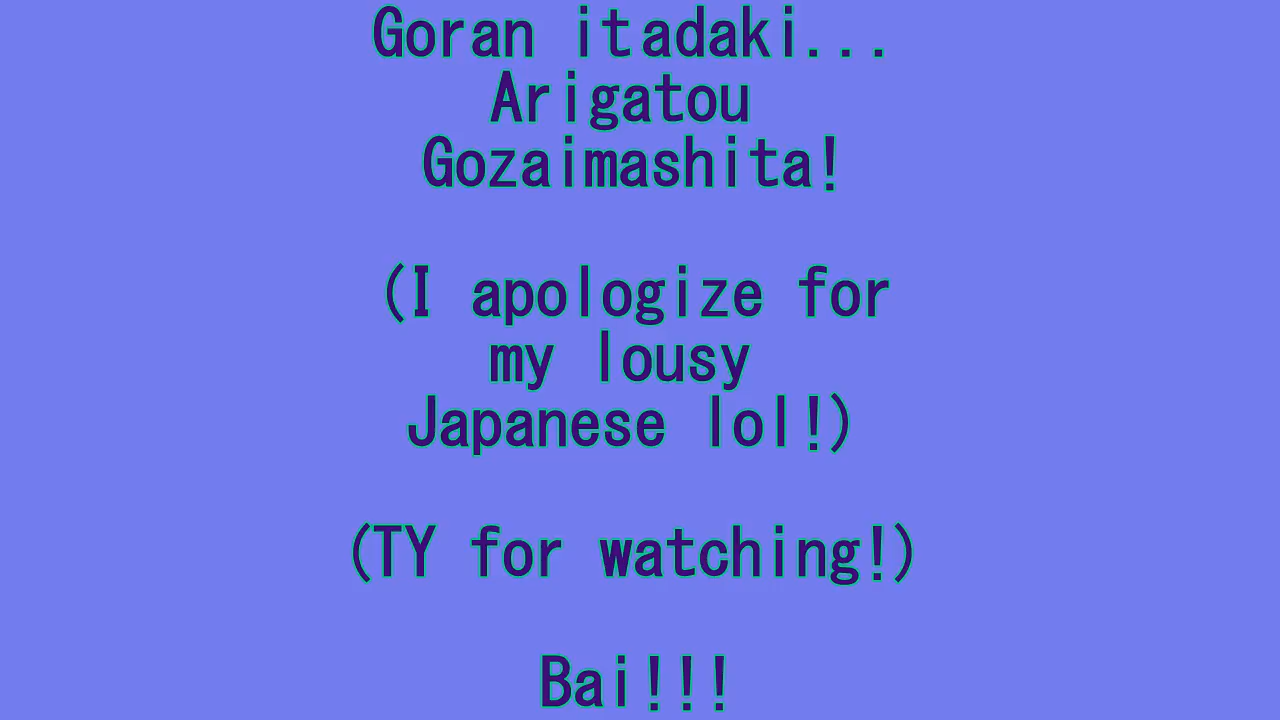 Goran itadaki...
Arigatou
Gozaimashita!
(I apologize for
my lousy
Japanese lol!)
(TY for watching!)
Bai!!!